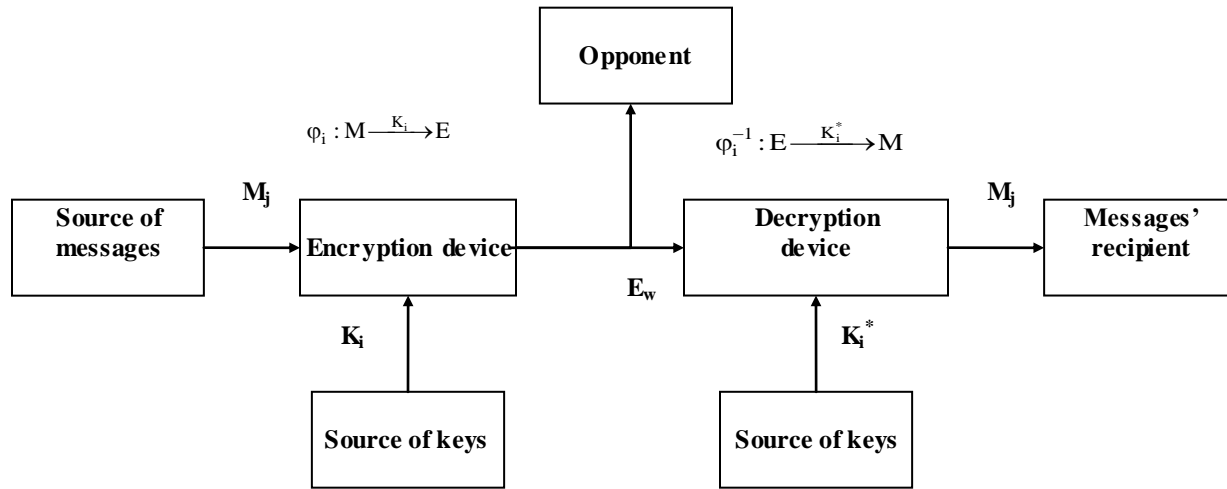 Opponent
φᵢ : M —Kᵢ→ E
φᵢ⁻¹ : E —Kᵢ*→ M
Mⱼ
Mⱼ
Source of
messages
Encryption device
Decryption
device
Messages’
recipient
E_w
Kᵢ
Kᵢ*
Source of keys
Source of keys